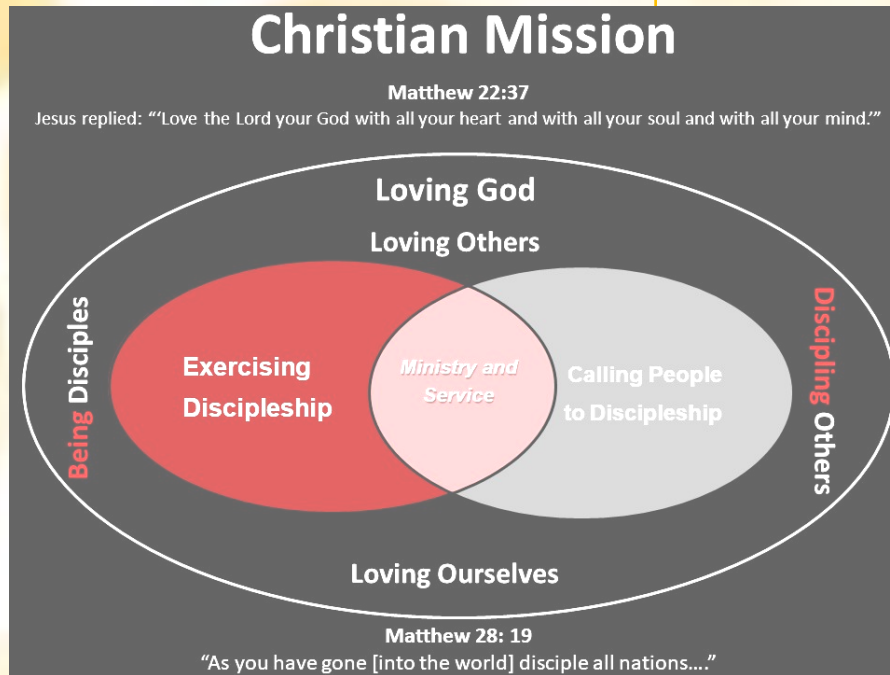 Christian Mission
Matthew 22:37
Jesus replied: “‘Love the Lord your God with all your heart and with all your soul and with all your mind.’”
Loving God
Loving Others
Being Disciples
Exercising
Discipleship
Ministry and
Service
Calling People
to Discipleship
Discipling Others
Loving Ourselves
Matthew 28: 19
“As you have gone [into the world] disciple all nations....”